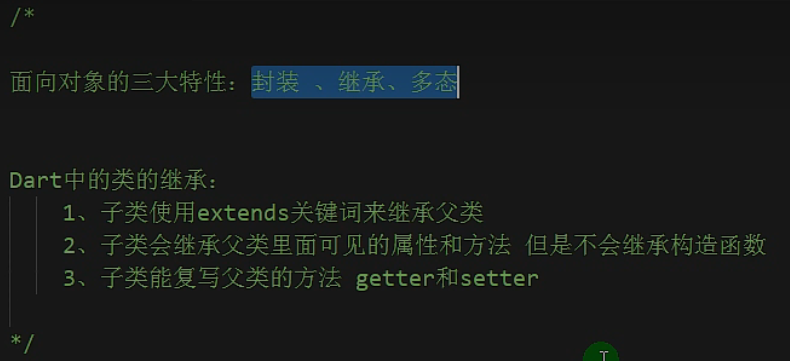 /*
面向对象的三大特性：封装 、继承、多态
Dart中的类的继承：
1、子类使用extends关键词来继承父类
2、子类会继承父类里面可见的属性和方法 但是不会继承构造函数
3、子类能复写父类的方法 getter和setter
*/